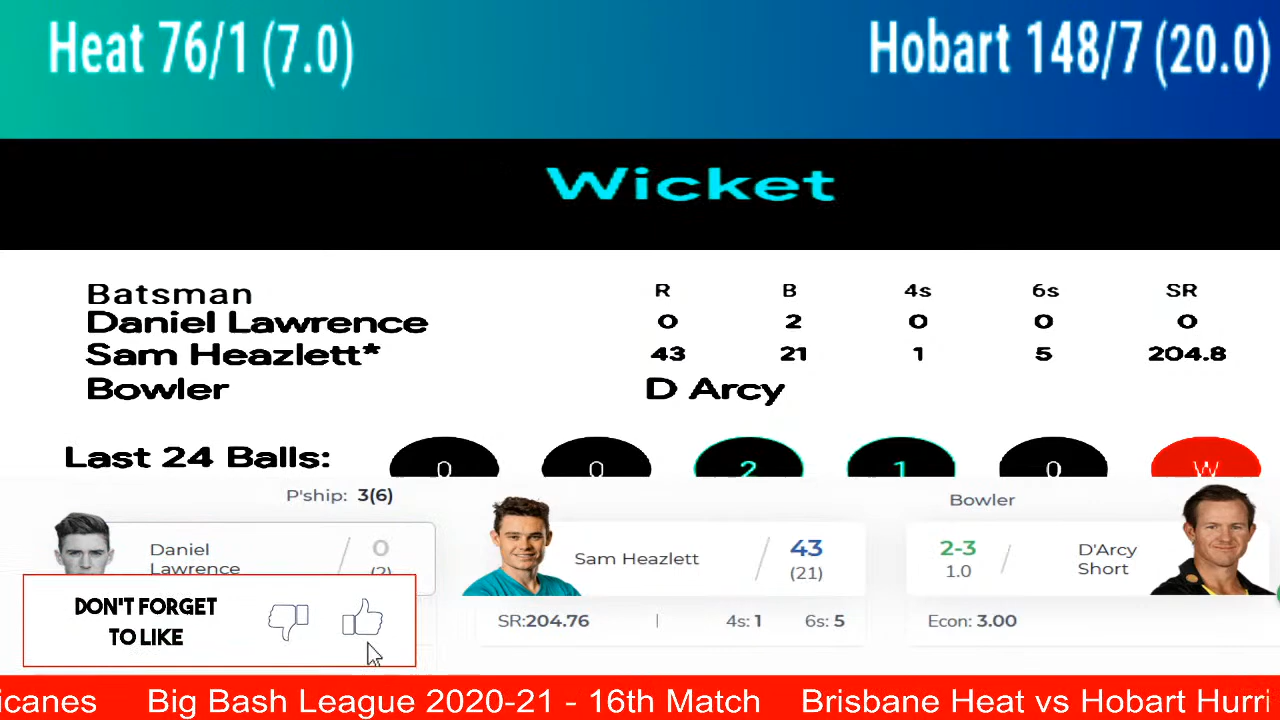 Heat 76/1 (7.0)
Hobart 148/7 (20.0)
Wicket
Batsman R B 4s 6s SR
Daniel Lawrence 0 2 0 0 0
Sam Heazlett* 43 21 1 5 204.8
Bowler D Arcy
Last 24 Balls: 0 0 2 1 0 W
P'ship: 3(6)
Daniel Lawrence / 0 (2)
Sam Heazlett / 43 (21)
SR:204.76 | 4s: 1 6s: 5
Bowler
2-3 1.0 / D'Arcy Short
Econ: 3.00
DON'T FORGET
TO LIKE
icanes Big Bash League 2020-21 - 16th Match Brisbane Heat vs Hobart Hurri